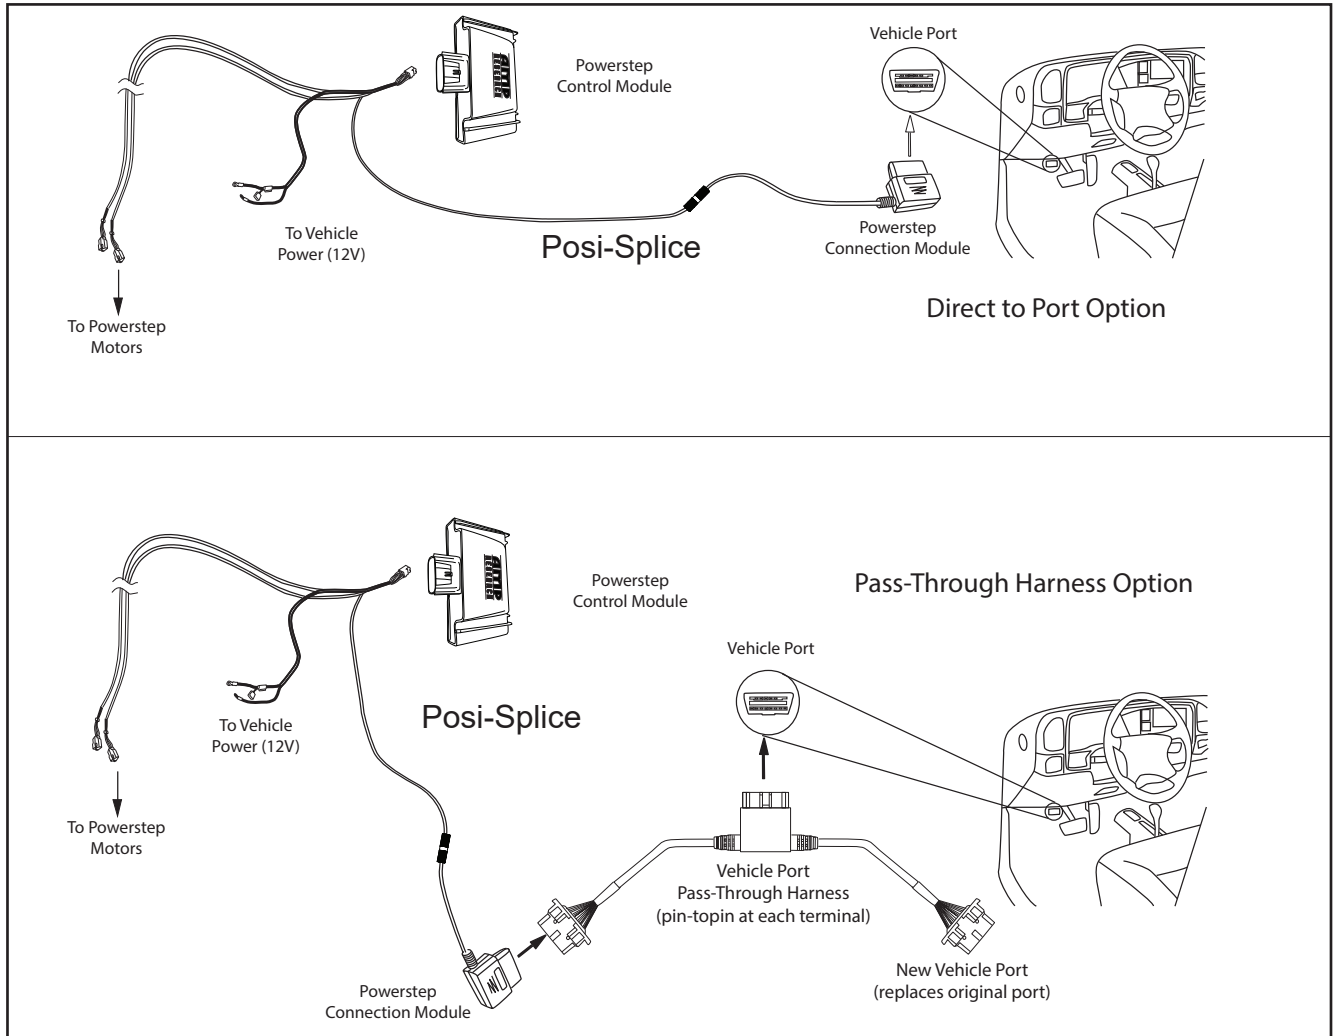 Vehicle Port
Powerstep
Control Module
To Vehicle
Power (12V)
Posi-Splice
Powerstep
Connection Module
Direct to Port Option
To Powerstep
Motors
Powerstep
Control Module
Pass-Through Harness Option
Vehicle Port
Posi-Splice
To Vehicle
Power (12V)
To Powerstep
Motors
Vehicle Port
Pass-Through Harness
(pin-topin at each terminal)
New Vehicle Port
(replaces original port)
Powerstep
Connection Module